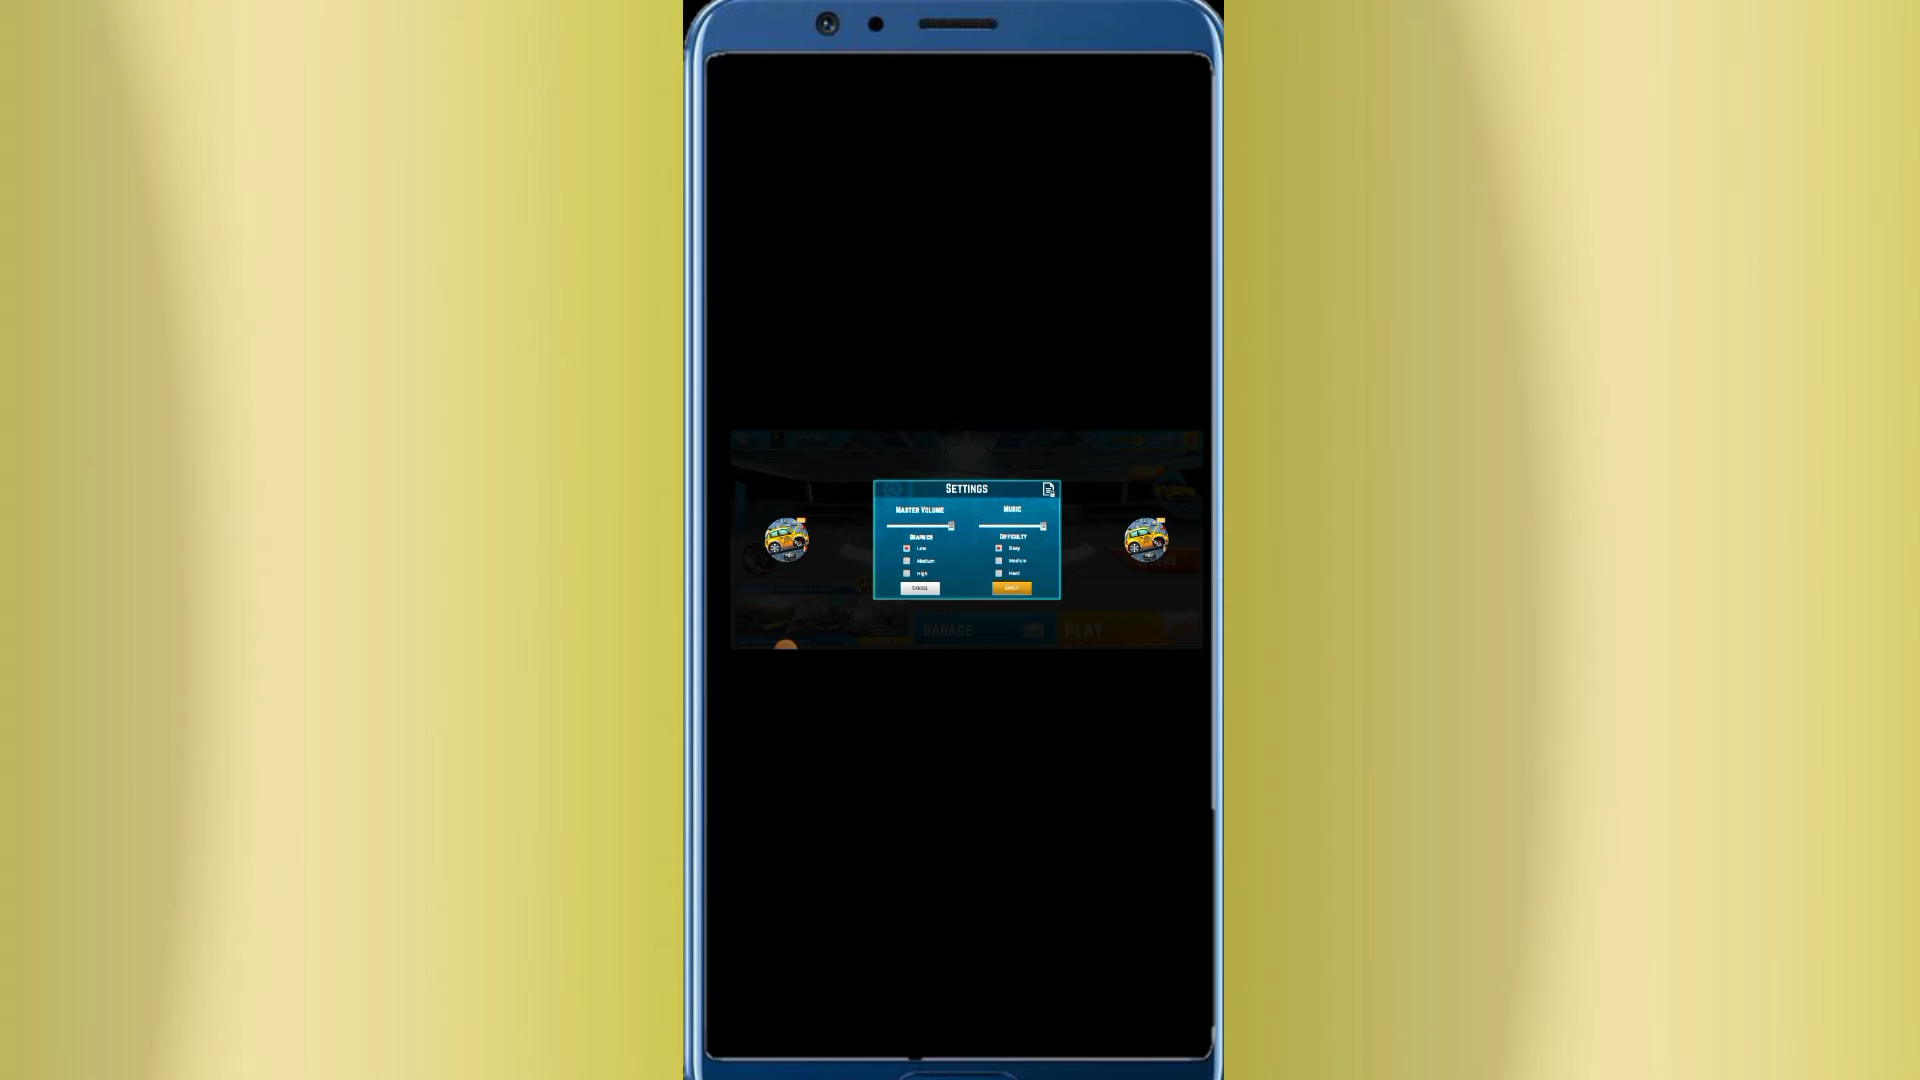 SETTINGS
MASTER VOLUME
MUSIC
GRAPHICS
DIFFICULTY
Low
Easy
Medium
Medium
High
Hard
CANCEL
APPLY
GARAGE
PLAY